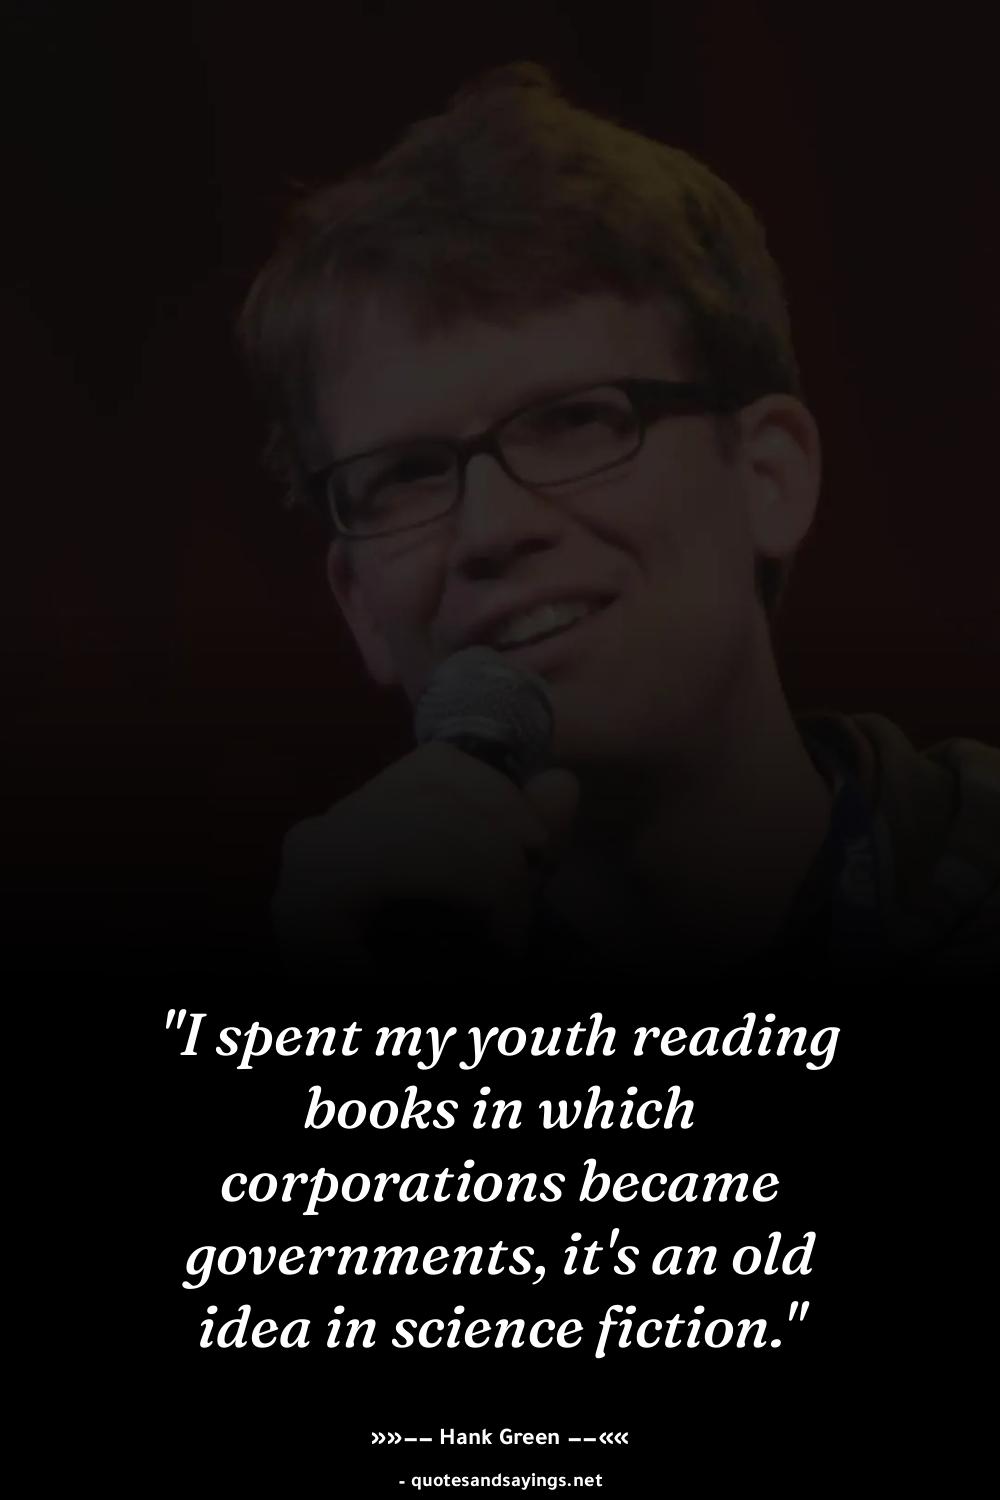 "I spent my youth reading
books in which
corporations became
governments, it's an old
idea in science fiction."
»»−− Hank Green −−««
- quotesandsayings.net